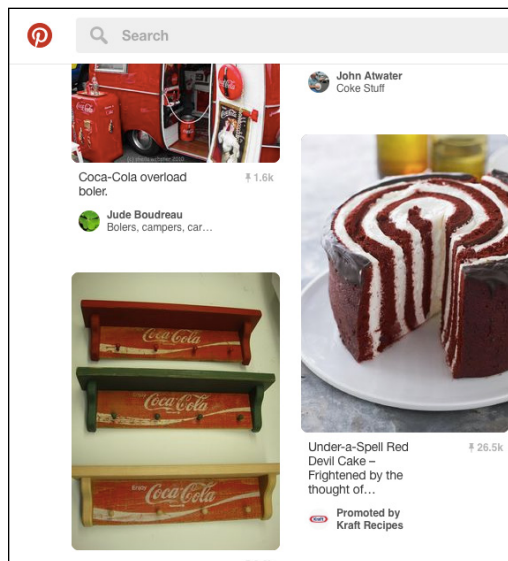 Search
Coca-Cola overload
boler.
1.6k
Jude Boudreau
Bolers, campers, car…
Coca-Cola
Coca-Cola
Enjoy
Coca-Cola
John Atwater
Coke Stuff
Under-a-Spell Red
Devil Cake –
Frightened by the
thought of…
26.5k
Kraft
Promoted by
Kraft Recipes